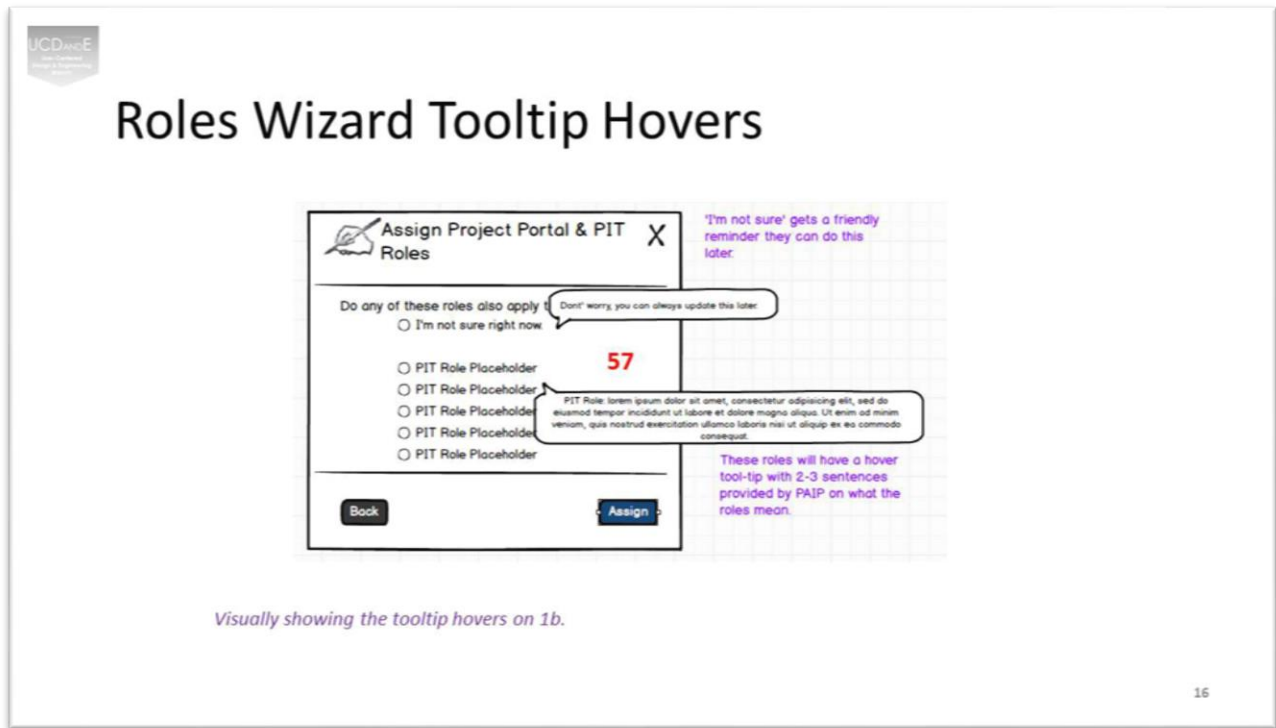 UCDANDE
User Centered
Design & Engineering
Roles Wizard Tooltip Hovers
Assign Project Portal & PIT
Roles
X
'I'm not sure' gets a friendly
reminder they can do this
later.
Do any of these roles also apply t
Dont' worry, you can always update this later.
I'm not sure right now.
57
PIT Role Placeholder
PIT Role Placeholder
PIT Role Placeholder
PIT Role Placeholder
PIT Role Placeholder
PIT Role: lorem ipsum dolor sit amet, consectetur adipisicing elit, sed do
eiusmod tempor incididunt ut labore et dolore magna aliqua. Ut enim ad minim
veniam, quis nostrud exercitation ullamco laboris nisi ut aliquip ex ea commodo
consequat.
These roles will have a hover
tool-tip with 2-3 sentences
provided by PAIP on what the
roles mean.
Back
Assign
Visually showing the tooltip hovers on 1b.
16